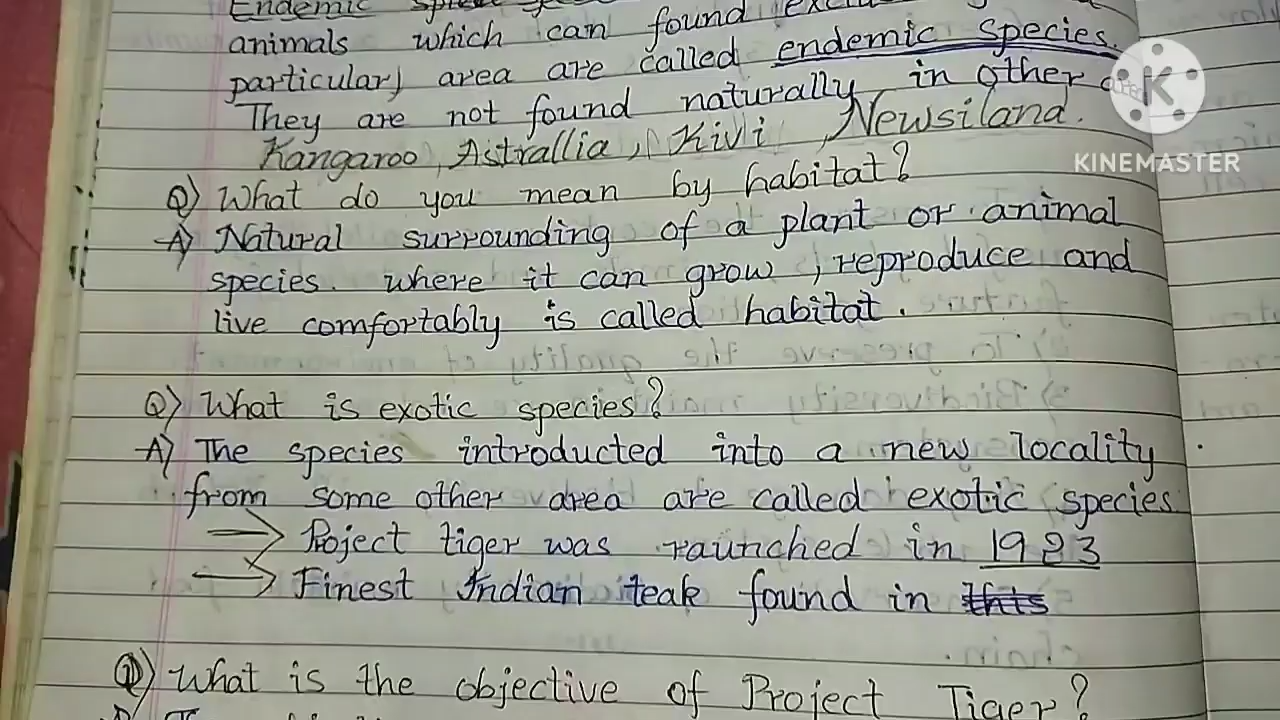 Endemic
animals which can found
particular) area are called endemic species.
They are not found naturally in other
Kangaroo, Astrallia, Kivi, Newsiland.
KINEMASTER
Q) What do you mean by habitat?
A) Natural surrounding of a plant or animal
species. where it can grow, reproduce and
live comfortably is called habitat.
Q) What is exotic species?
A) The species introducted into a new locality
from some other area are called exotic species
→ Project tiger was raunched in 1983
→ Finest Indian teak found in
Q) What is the objective of Project Tiger?